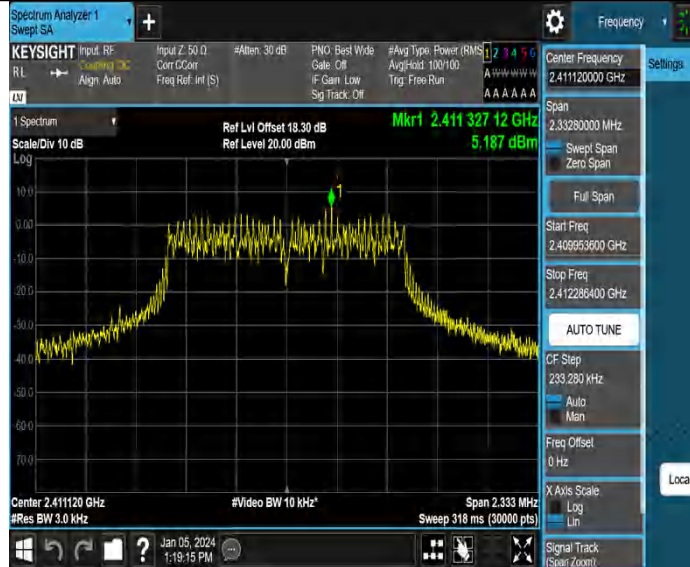 Spectrum Analyzer 1
Swept SA
+
Frequency
KEYSIGHT
RL
Input: RF
Coupling: DC
Align: Auto
Input Z: 50 Ω
Corr CCorr
Freq Ref: Int (S)
#Atten: 30 dB
PNO: Best Wide
Gate: Off
IF Gain: Low
Sig Track: Off
#Avg Type: Power (RMS
Avg|Hold: 100/100
Trig: Free Run
1 2 3 4 5 6
A W W W W W
A A A A A A
LXI
1 Spectrum
Scale/Div 10 dB
Log
Ref Lvl Offset 18.30 dB
Ref Level 20.00 dBm
Mkr1 2.411 327 12 GHz
5.187 dBm
1
10.0
0.00
-10.0
-20.0
-30.0
-40.0
-50.0
-60.0
-70.0
Center 2.411120 GHz
#Res BW 3.0 kHz
#Video BW 10 kHz*
Span 2.333 MHz
Sweep 318 ms (30000 pts)
?
Jan 05, 2024
1:19:15 PM
Center Frequency
2.411120000 GHz
Span
2.33280000 MHz
Swept Span
Zero Span
Full Span
Start Freq
2.409953600 GHz
Stop Freq
2.412286400 GHz
AUTO TUNE
CF Step
233.280 kHz
Auto
Man
Freq Offset
0 Hz
X Axis Scale
Log
Lin
Signal Track
(Span Zoom)
Settings
Loca